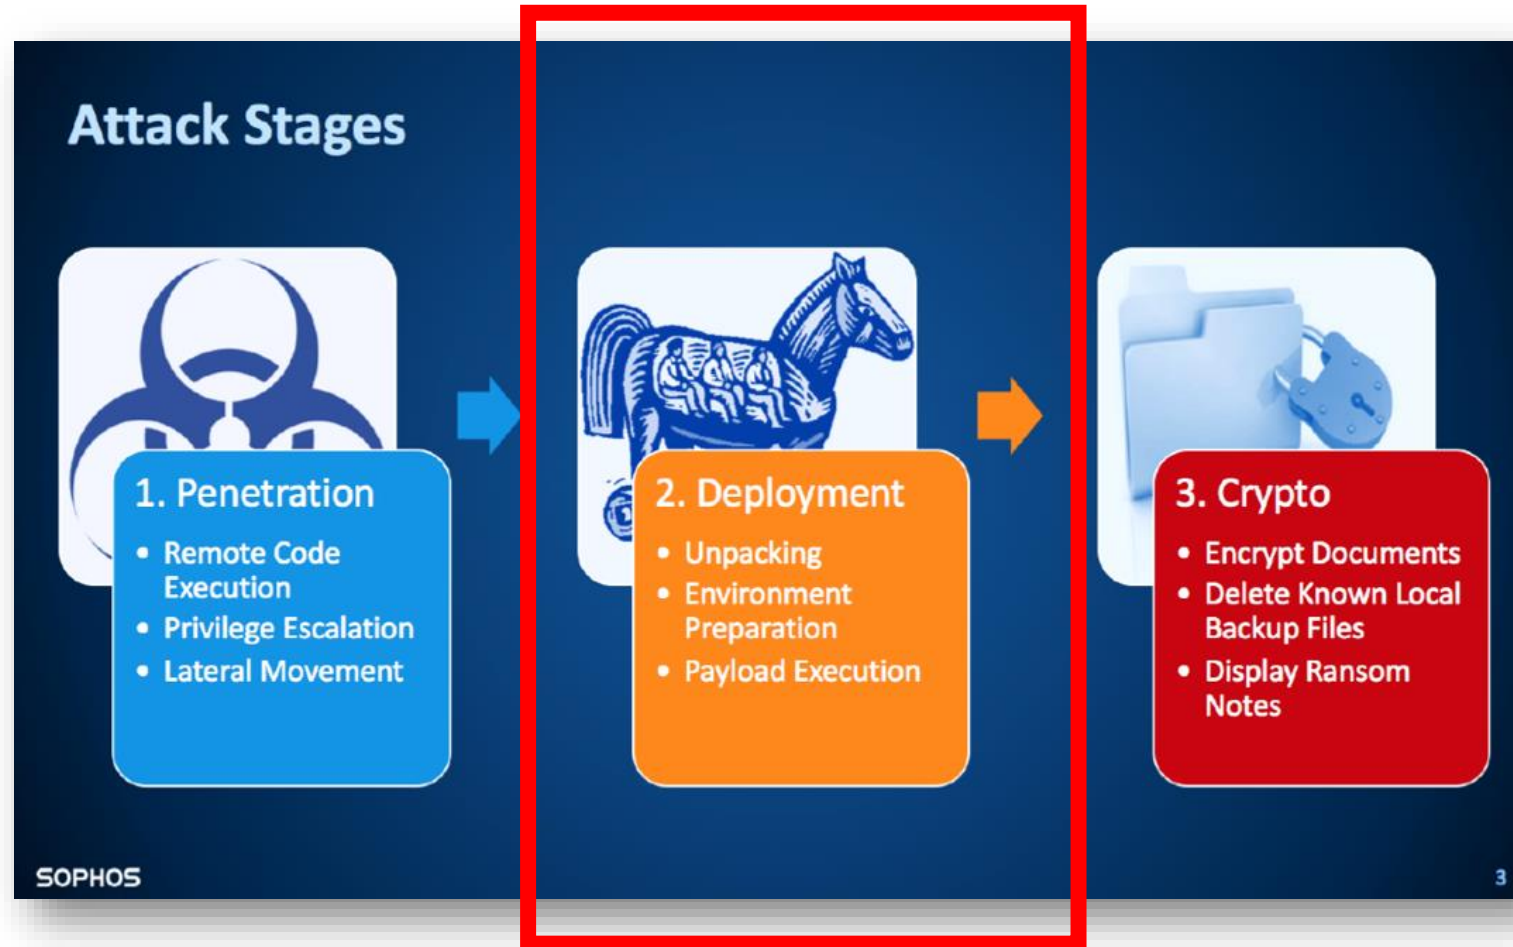 Attack Stages
1. Penetration
• Remote Code
Execution
• Privilege Escalation
• Lateral Movement
2. Deployment
• Unpacking
• Environment
Preparation
• Payload Execution
3. Crypto
• Encrypt Documents
• Delete Known Local
Backup Files
• Display Ransom
Notes
SOPHOS
3